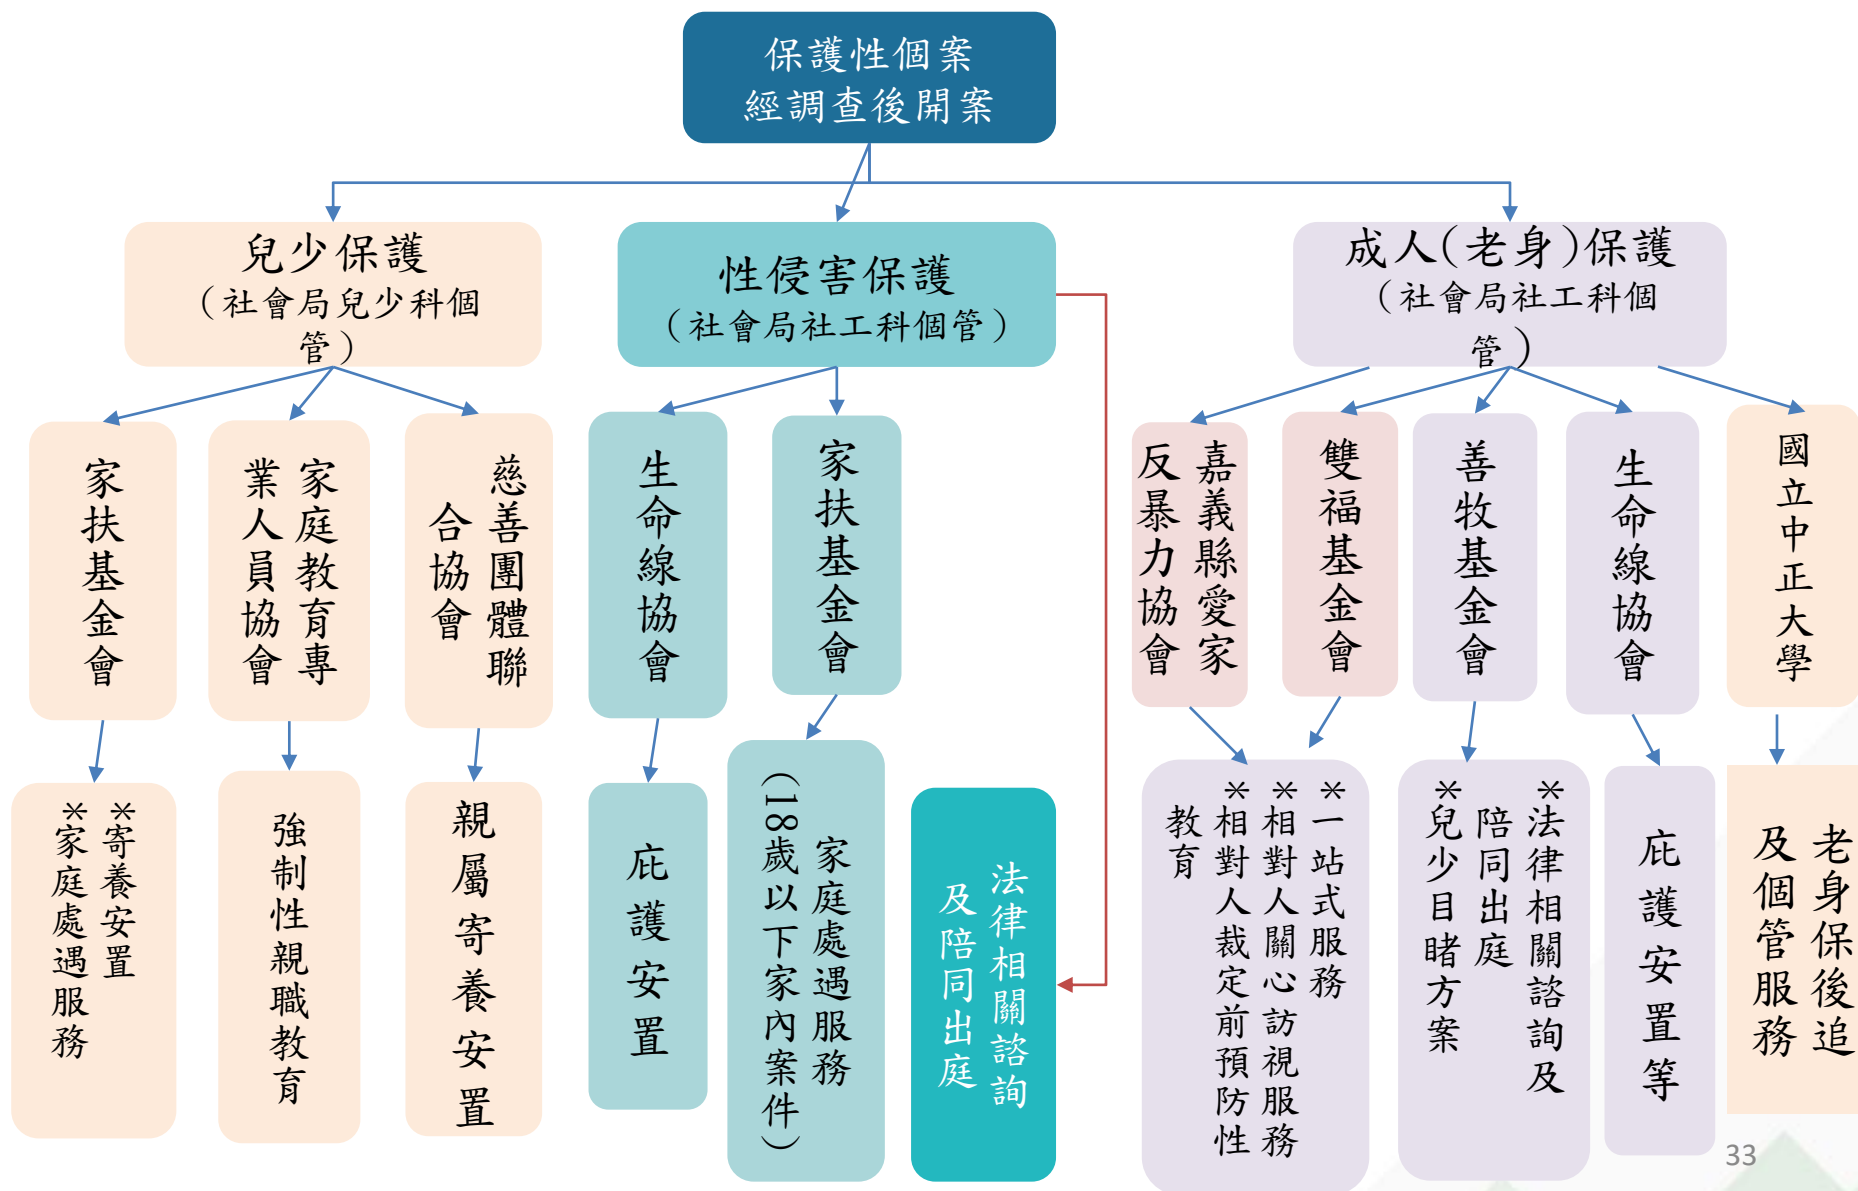 保護性個案
經調查後開案
兒少保護
（社會局兒少科個
管）
性侵害保護
（社會局社工科個管）
成人(老身)保護
（社會局社工科個
管）
家扶基金會
家庭教育專
業人員協會
慈善團體聯
合協會
生命線協會
家扶基金會
嘉義縣愛家
反暴力協會
雙福基金會
善牧基金會
生命線協會
國立中正大學
*寄養安置
*家庭處遇服務
強制性親職教育
親屬寄養安置
庇護安置
家庭處遇服務
(18歲以下家內案件)
法律相關諮詢
及陪同出庭
*一站式服務
*相對人關心訪視服務
*相對人裁定前預防性
教育
*法律相關諮詢及
陪同出庭
*兒少目睹方案
庇護安置等
老身保後追
及個管服務
33